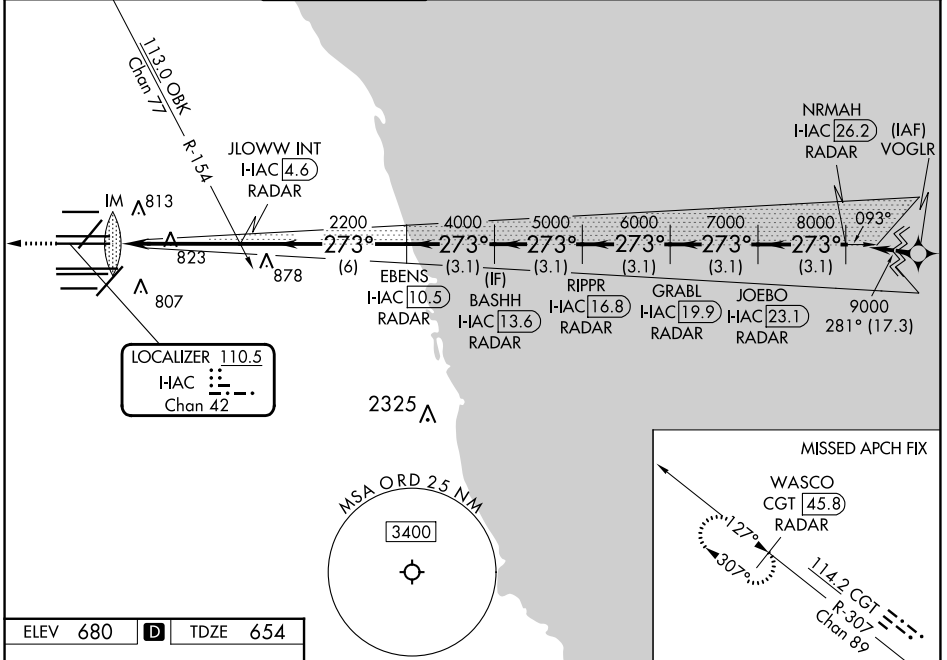 113.0 OBK
Chan 77
R-154
JLOWW INT
I-IAC 4.6
RADAR
NRMAH
I-IAC 26.2
RADAR
(IAF)
VOGLR
IM
813
823
878
807
2200
4000
5000
6000
7000
8000
093°
273°
273°
273°
273°
273°
273°
(6)
(3.1)
(3.1)
(3.1)
(3.1)
(3.1)
EBENS
I-IAC 10.5
RADAR
(IF)
BASHH
I-IAC 13.6
RADAR
RIPPR
I-IAC 16.8
RADAR
GRABL
I-IAC 19.9
RADAR
JOEBO
I-IAC 23.1
RADAR
9000
281° (17.3)
LOCALIZER 110.5
I-IAC
Chan 42
2325
MSA ORD 25 NM
3400
MISSED APCH FIX
WASCO
CGT 45.8
RADAR
127°
307°
114.2 CGT
R-307
Chan 89
ELEV 680 D TDZE 654